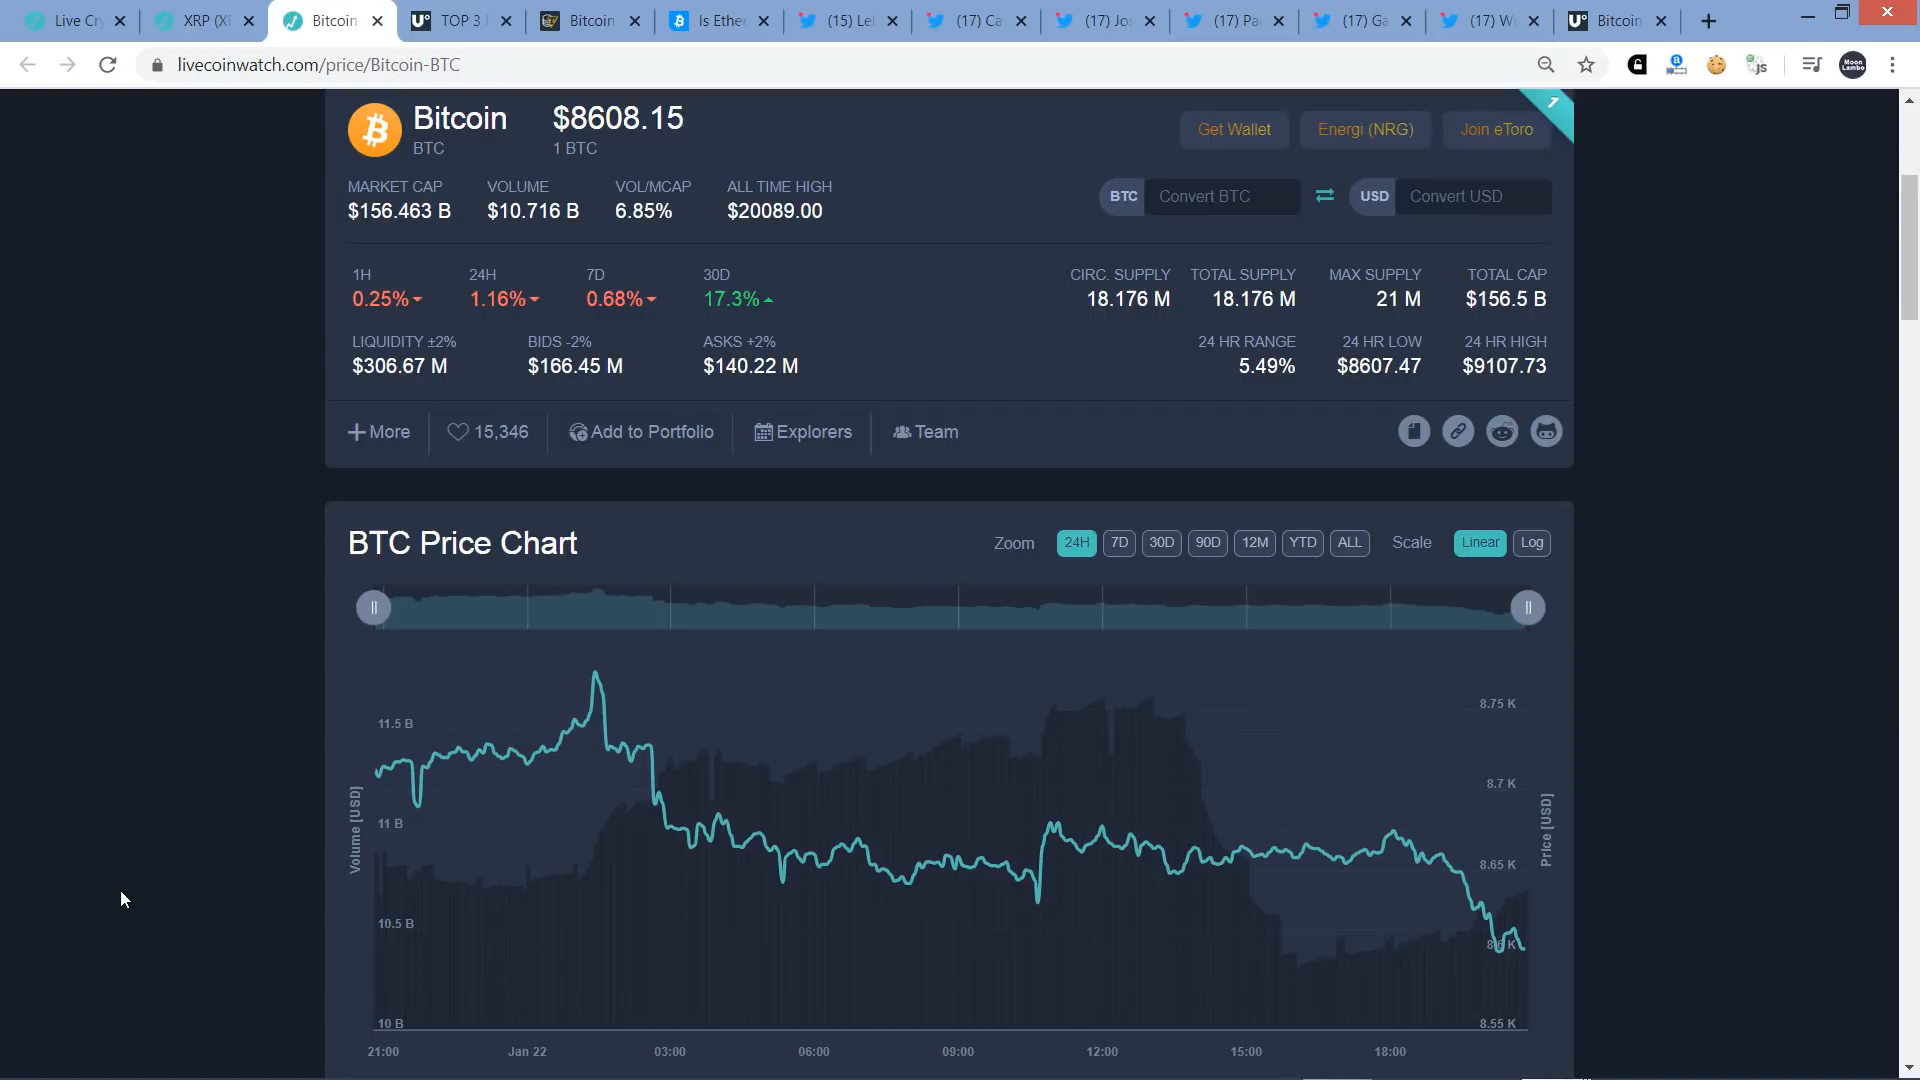 Live Cr
XRP (XF
Bitcoin
TOP 3
Bitcoin
Is Ether
(15) Lel
(17) Ca
(17) Jos
(17) Pa
(17) Ga
(17) W
Bitcoin
livecoinwatch.com/price/Bitcoin-BTC
Bitcoin $8608.15
BTC 1 BTC
Get Wallet Energi (NRG) Join eToro
1
MARKET CAP VOLUME VOL/MCAP ALL TIME HIGH
$156.463 B $10.716 B 6.85% $20089.00
BTC Convert BTC USD Convert USD
1H 24H 7D 30D
0.25% 1.16% 0.68% 17.3%
CIRC. SUPPLY TOTAL SUPPLY MAX SUPPLY TOTAL CAP
18.176 M 18.176 M 21 M $156.5 B
LIQUIDITY ±2% BIDS -2% ASKS +2%
$306.67 M $166.45 M $140.22 M
24 HR RANGE 24 HR LOW 24 HR HIGH
5.49% $8607.47 $9107.73
More 15,346 Add to Portfolio Explorers Team
BTC Price Chart
Zoom 24H 7D 30D 90D 12M YTD ALL Scale Linear Log
11.5 B
11 B
10.5 B
10 B
Volume [USD]
8.75 K
8.7 K
8.65 K
8.6 K
8.55 K
Price [USD]
21:00 Jan 22 03:00 06:00 09:00 12:00 15:00 18:00